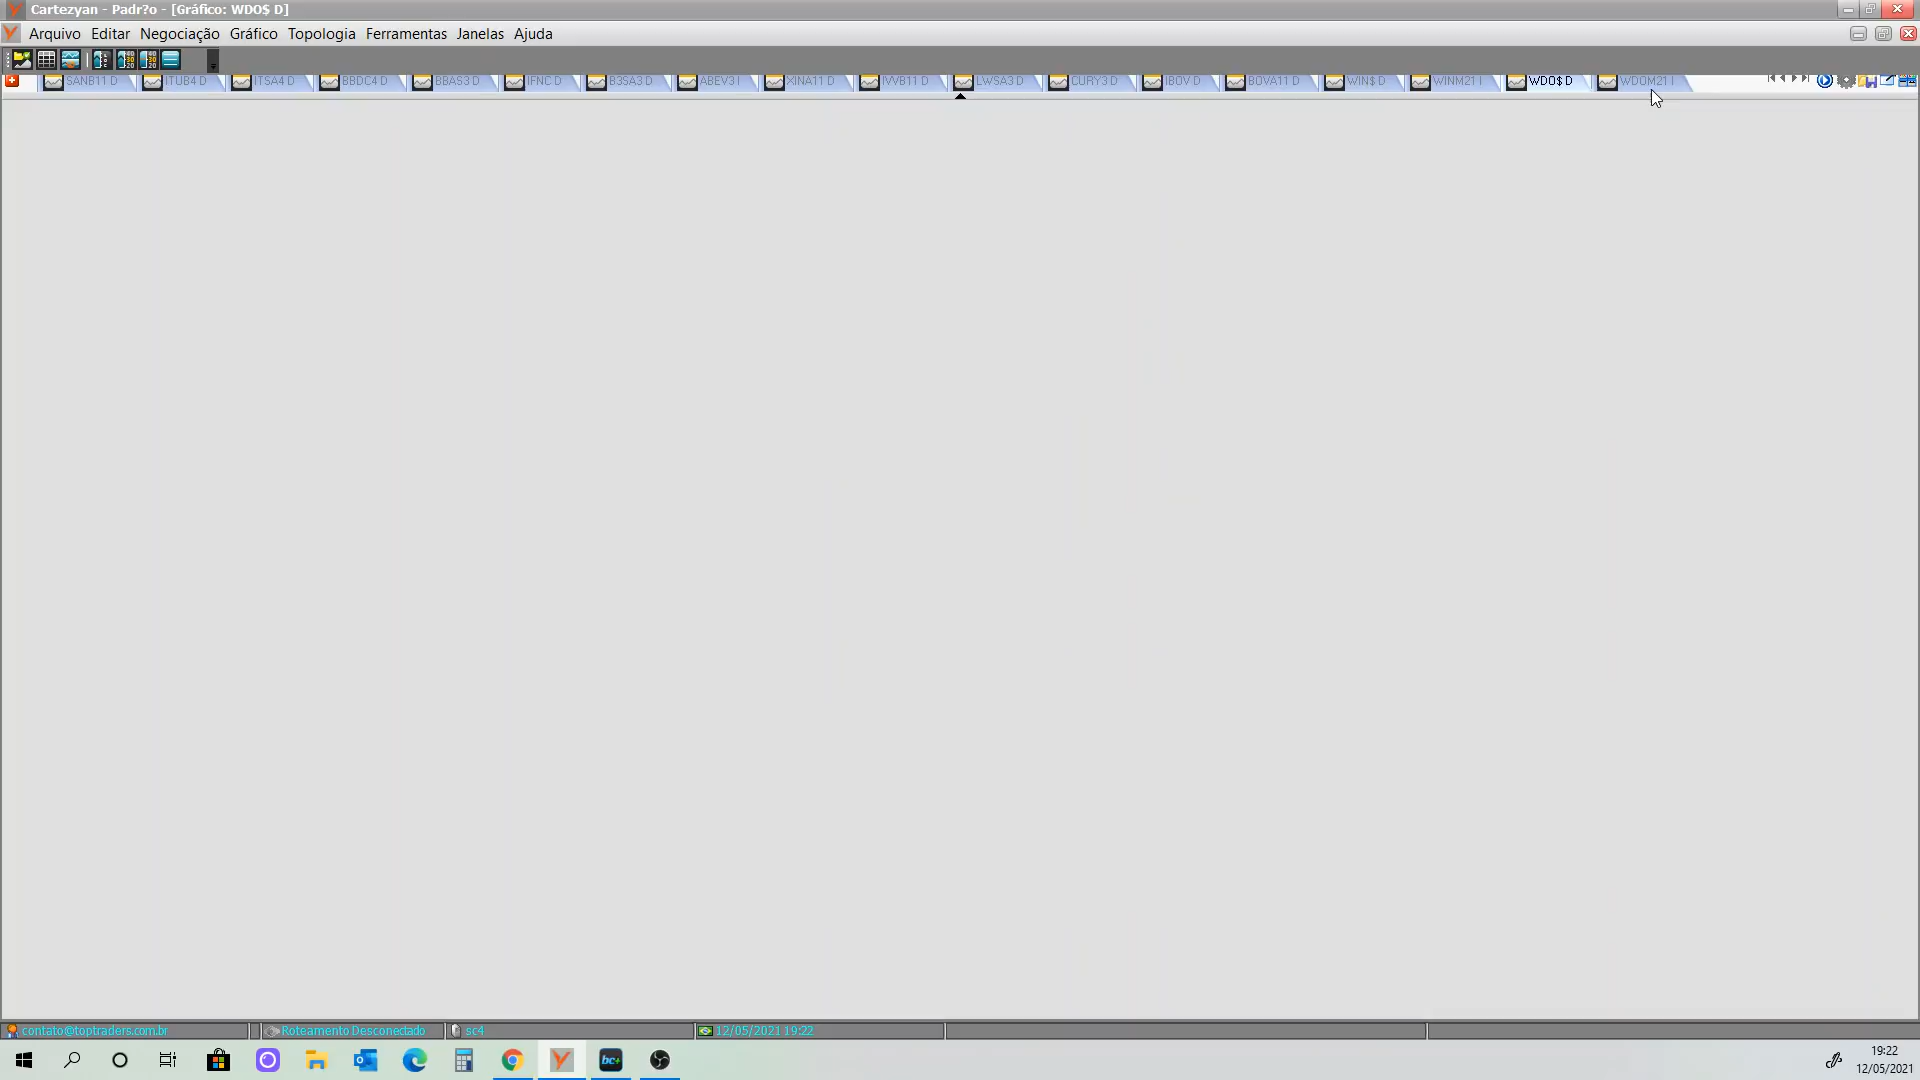 Cartezyan - Padr?o - [Gráfico: WDO$ D]
Arquivo Editar Negociação Gráfico Topologia Ferramentas Janelas Ajuda
SANB11 D ITUB4 D ITSA4 D BBDC4 D BBAS3 D IFNC D B3SA3 D ABEV3 I XINA11 D IVVB11 D LWSA3 D CURY3 D IBOV D BOVA11 D WIN$ D WINM21 I WDO$ D WDOM21 I
contato@toptraders.com.br Roteamento Desconectado sc4 12/05/2021 19:22
bc+
19:22
12/05/2021